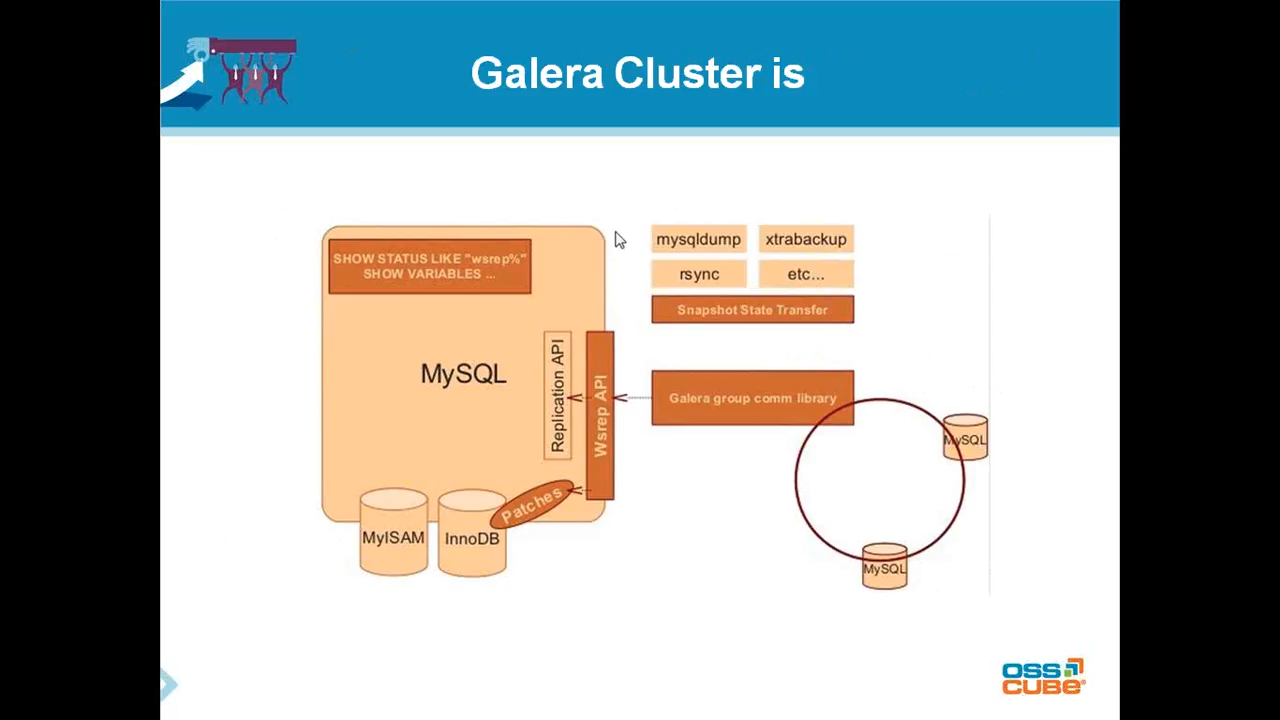 Galera Cluster is
SHOW STATUS LIKE "wsrep%"
SHOW VARIABLES ...
MySQL
Replication API
Wsrep API
Patches
MyISAM
InnoDB
mysqldump
xtrabackup
rsync
etc...
Snapshot State Transfer
Galera group comm library
MySQL
MySQL
OSS
CUBE®